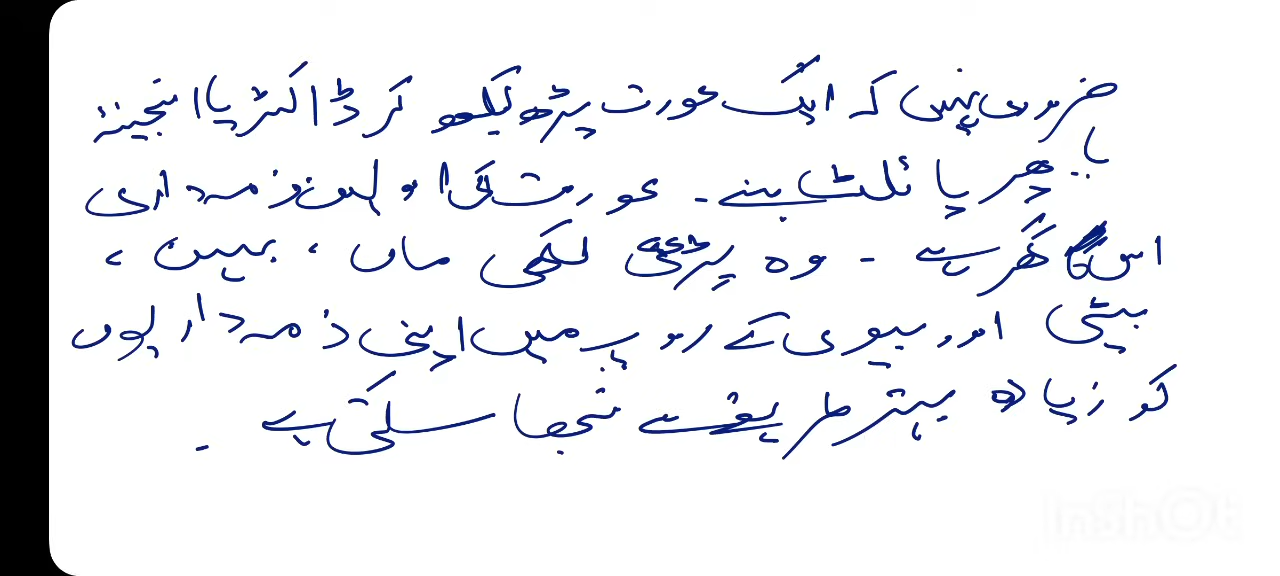 ضروری نہیں کہ ایک عورت پڑھ لکھ کر ڈاکٹر یا انجینئر
یا پھر پائلٹ بنے۔ عورت کی اولین ذمہ داری
اس کا گھر ہے۔ وہ پڑھی لکھی ماں، بہن،
بیٹی اور بیوی کے روپ میں اپنی ذمہ داریوں
کو زیادہ بہتر طریقے سے نبھا سکتی ہے۔
InShOt